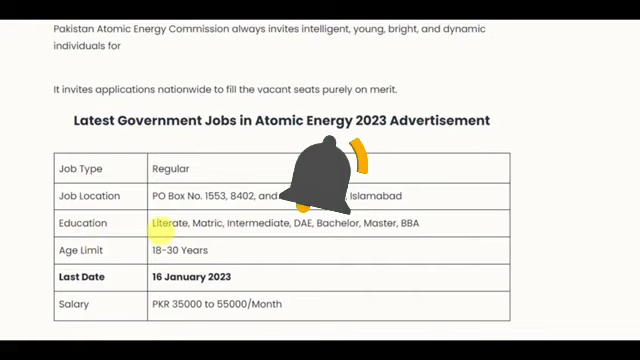 Pakistan Atomic Energy Commission always invites intelligent, young, bright, and dynamic
individuals for
It invites applications nationwide to fill the vacant seats purely on merit.
Latest Government Jobs in Atomic Energy 2023 Advertisement
Job Type Regular
Job Location PO Box No. 1553, 8402, and Islamabad
Education Literate, Matric, Intermediate, DAE, Bachelor, Master, BBA
Age Limit 18-30 Years
Last Date 16 January 2023
Salary PKR 35000 to 55000/Month